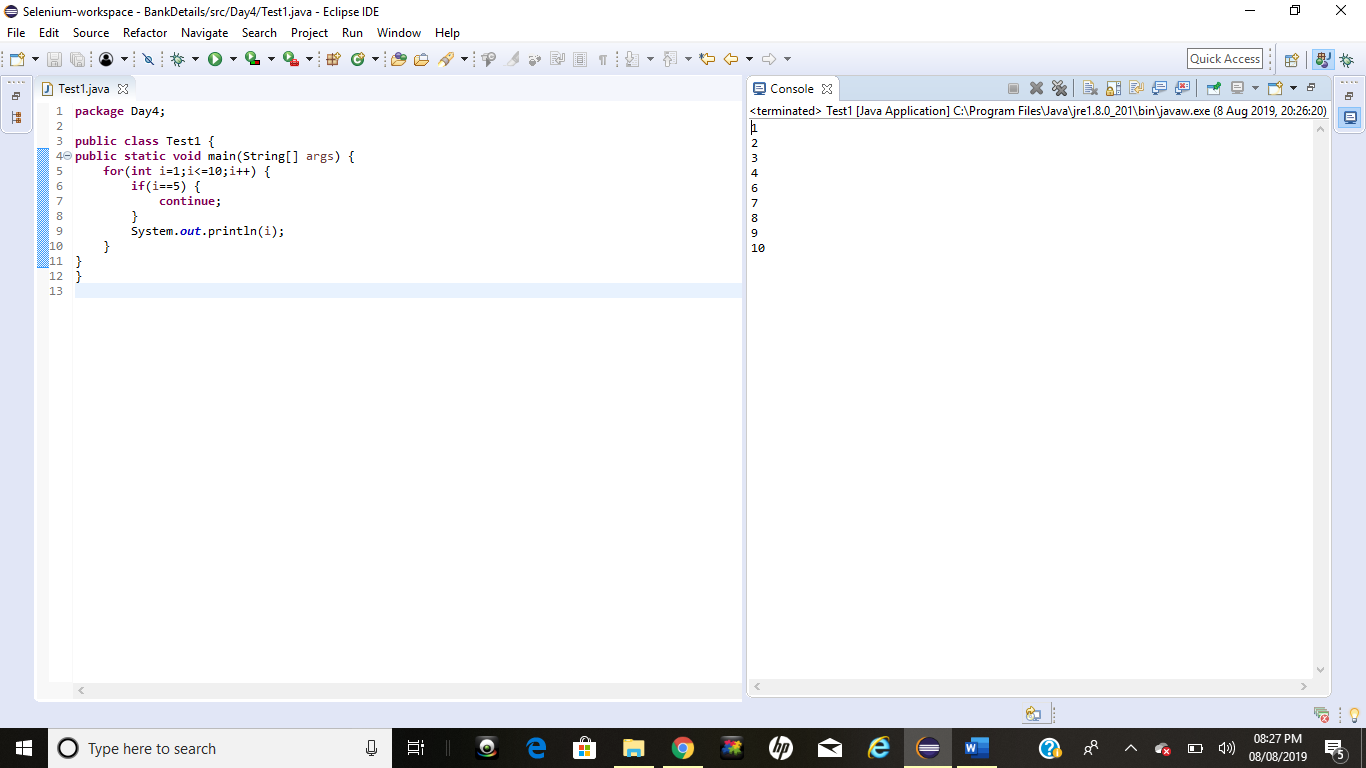 Selenium-workspace - BankDetails/src/Day4/Test1.java - Eclipse IDE
File Edit Source Refactor Navigate Search Project Run Window Help
Quick Access
Test1.java
1 package Day4;
2
3 public class Test1 {
4 public static void main(String[] args) {
5 for(int i=1;i<=10;i++) {
6 if(i==5) {
7 continue;
8 }
9 System.out.println(i);
10 }
11 }
12 }
13
Console
<terminated> Test1 [Java Application] C:\Program Files\Java\jre1.8.0_201\bin\javaw.exe (8 Aug 2019, 20:26:20)
1
2
3
4
6
7
8
9
10
Type here to search
08:27 PM
08/08/2019
5